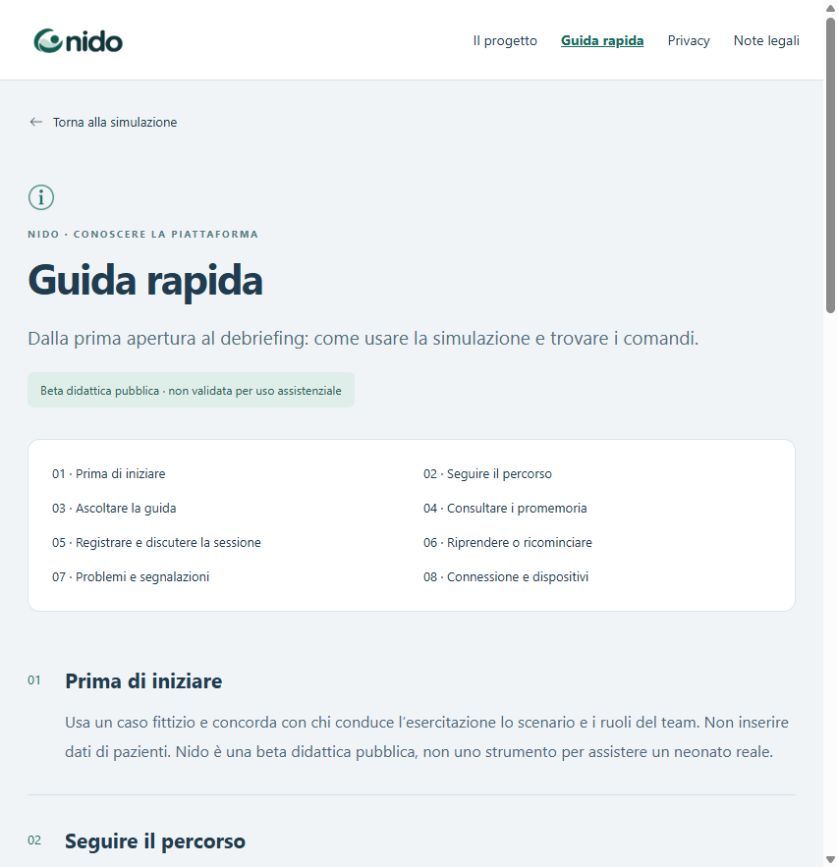 nido
Il progetto
Guida rapida
Privacy
Note legali
← Torna alla simulazione
i
NIDO · CONOSCERE LA PIATTAFORMA
Guida rapida
Dalla prima apertura al debriefing: come usare la simulazione e trovare i comandi.
Beta didattica pubblica · non validata per uso assistenziale
01 · Prima di iniziare
02 · Seguire il percorso
03 · Ascoltare la guida
04 · Consultare i promemoria
05 · Registrare e discutere la sessione
06 · Riprendere o ricominciare
07 · Problemi e segnalazioni
08 · Connessione e dispositivi
01 Prima di iniziare
Usa un caso fittizio e concorda con chi conduce l'esercitazione lo scenario e i ruoli del team. Non inserire
dati di pazienti. Nido è una beta didattica pubblica, non uno strumento per assistere un neonato reale.
02 Seguire il percorso